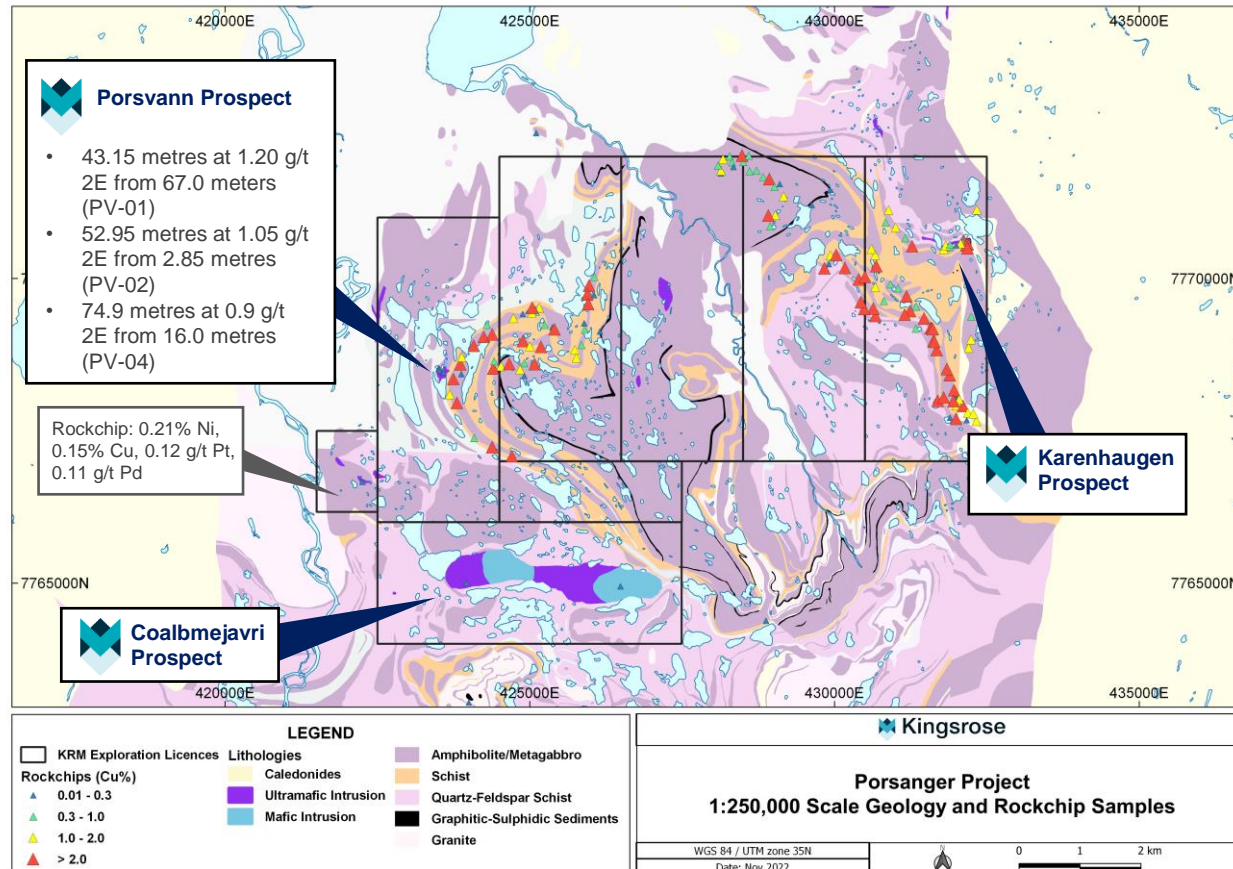 420000E
425000E
430000E
435000E
Porsvann Prospect
• 43.15 metres at 1.20 g/t
2E from 67.0 meters
(PV-01)
• 52.95 metres at 1.05 g/t
2E from 2.85 metres
(PV-02)
• 74.9 metres at 0.9 g/t
2E from 16.0 metres
(PV-04)
7770000N
Rockchip: 0.21% Ni,
0.15% Cu, 0.12 g/t Pt,
0.11 g/t Pd
Karenhaugen
Prospect
7765000N
7765000N
Coalbmejavri
Prospect
420000E
425000E
430000E
435000E
LEGEND
KRM Exploration Licences
Rockchips (Cu%)
0.01 - 0.3
0.3 - 1.0
1.0 - 2.0
> 2.0
Lithologies
Caledonides
Ultramafic Intrusion
Mafic Intrusion
Amphibolite/Metagabbro
Schist
Quartz-Feldspar Schist
Graphitic-Sulphidic Sediments
Granite
Kingsrose
Porsanger Project
1:250,000 Scale Geology and Rockchip Samples
WGS 84 / UTM zone 35N
Date: Nov 2022
N
0 1 2 km